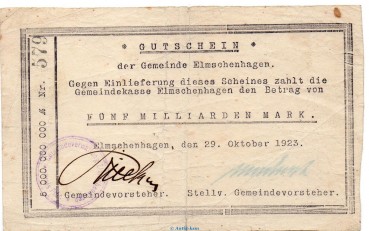 * GUTSCHEIN *
der Gemeinde Elmschenhagen.
Gegen Einlieferung dieses Scheines zahlt die
Gemeindekasse Elmschenhagen den Betrag von
FÜNF MILLIARDEN MARK.
Elmschenhagen, den 29. Oktober 1923.
Gemeindevorsteher. Stellv. Gemeindevorsteher.
5 000 000 000 M Nr. 579